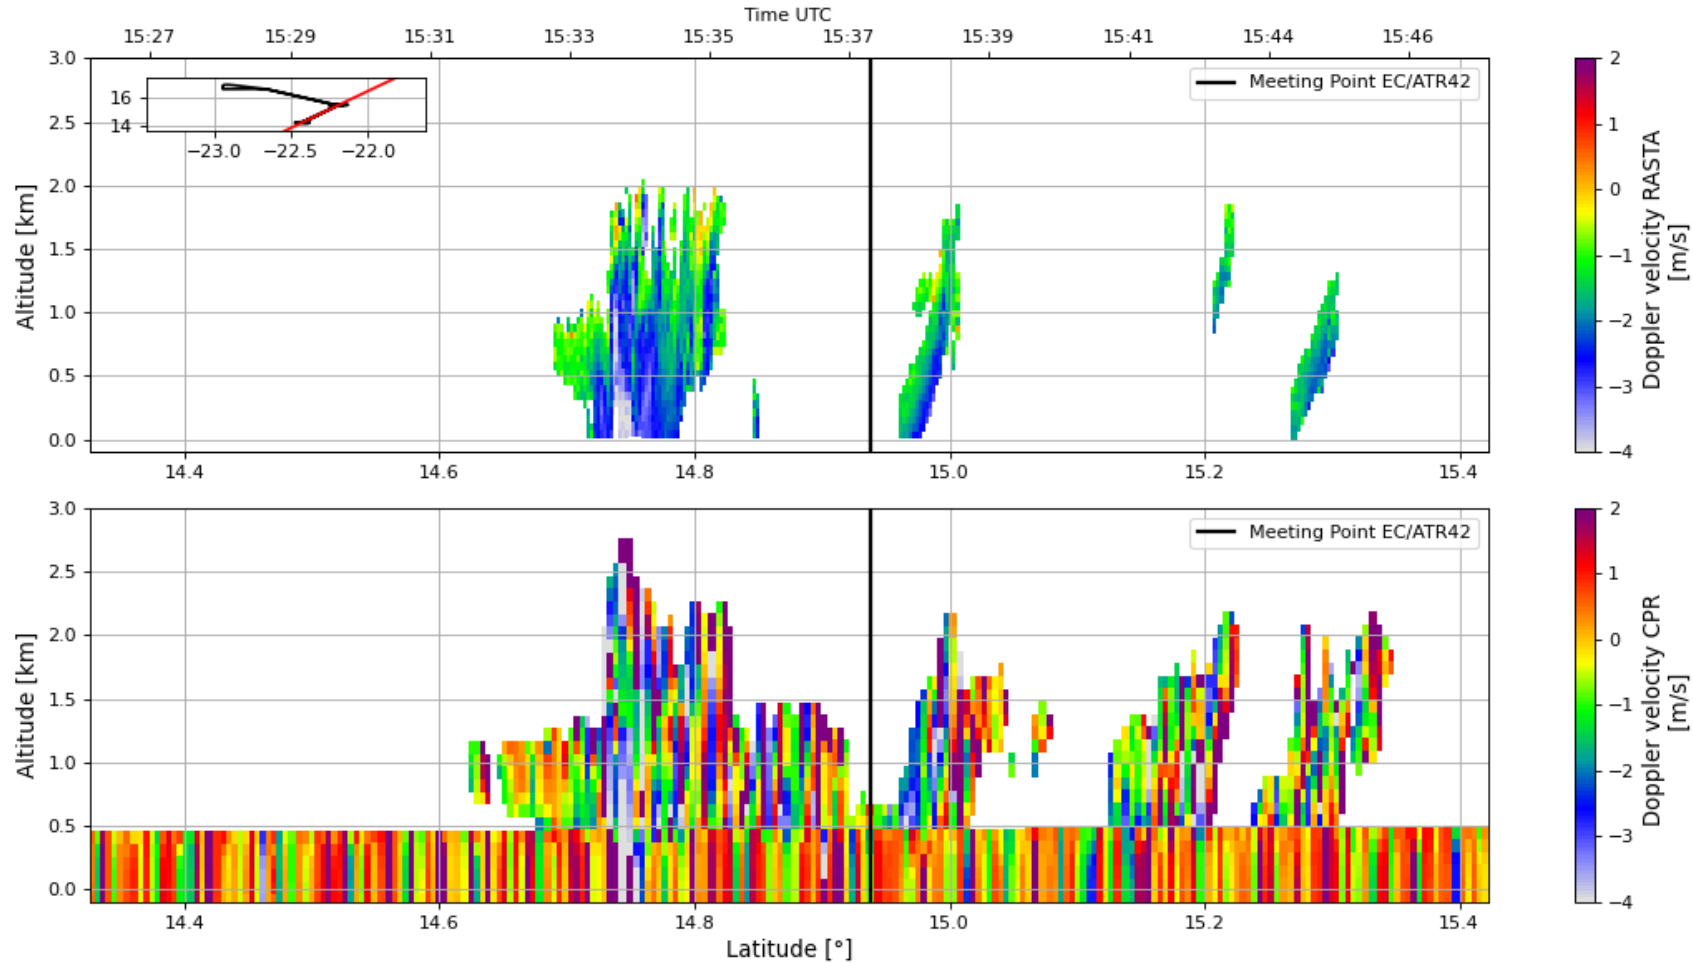 Time UTC
15:27 15:29 15:31 15:33 15:35 15:37 15:39 15:41 15:44 15:46
3.0
2.5
2.0
1.5
1.0
0.5
0.0
Altitude [km]
16
14
−23.0 −22.5 −22.0
Meeting Point EC/ATR42
14.4 14.6 14.8 15.0 15.2 15.4
2
1
0
−1
−2
−3
−4
Doppler velocity RASTA
[m/s]
3.0
2.5
2.0
1.5
1.0
0.5
0.0
Altitude [km]
Meeting Point EC/ATR42
14.4 14.6 14.8 15.0 15.2 15.4
Latitude [°]
2
1
0
−1
−2
−3
−4
Doppler velocity CPR
[m/s]